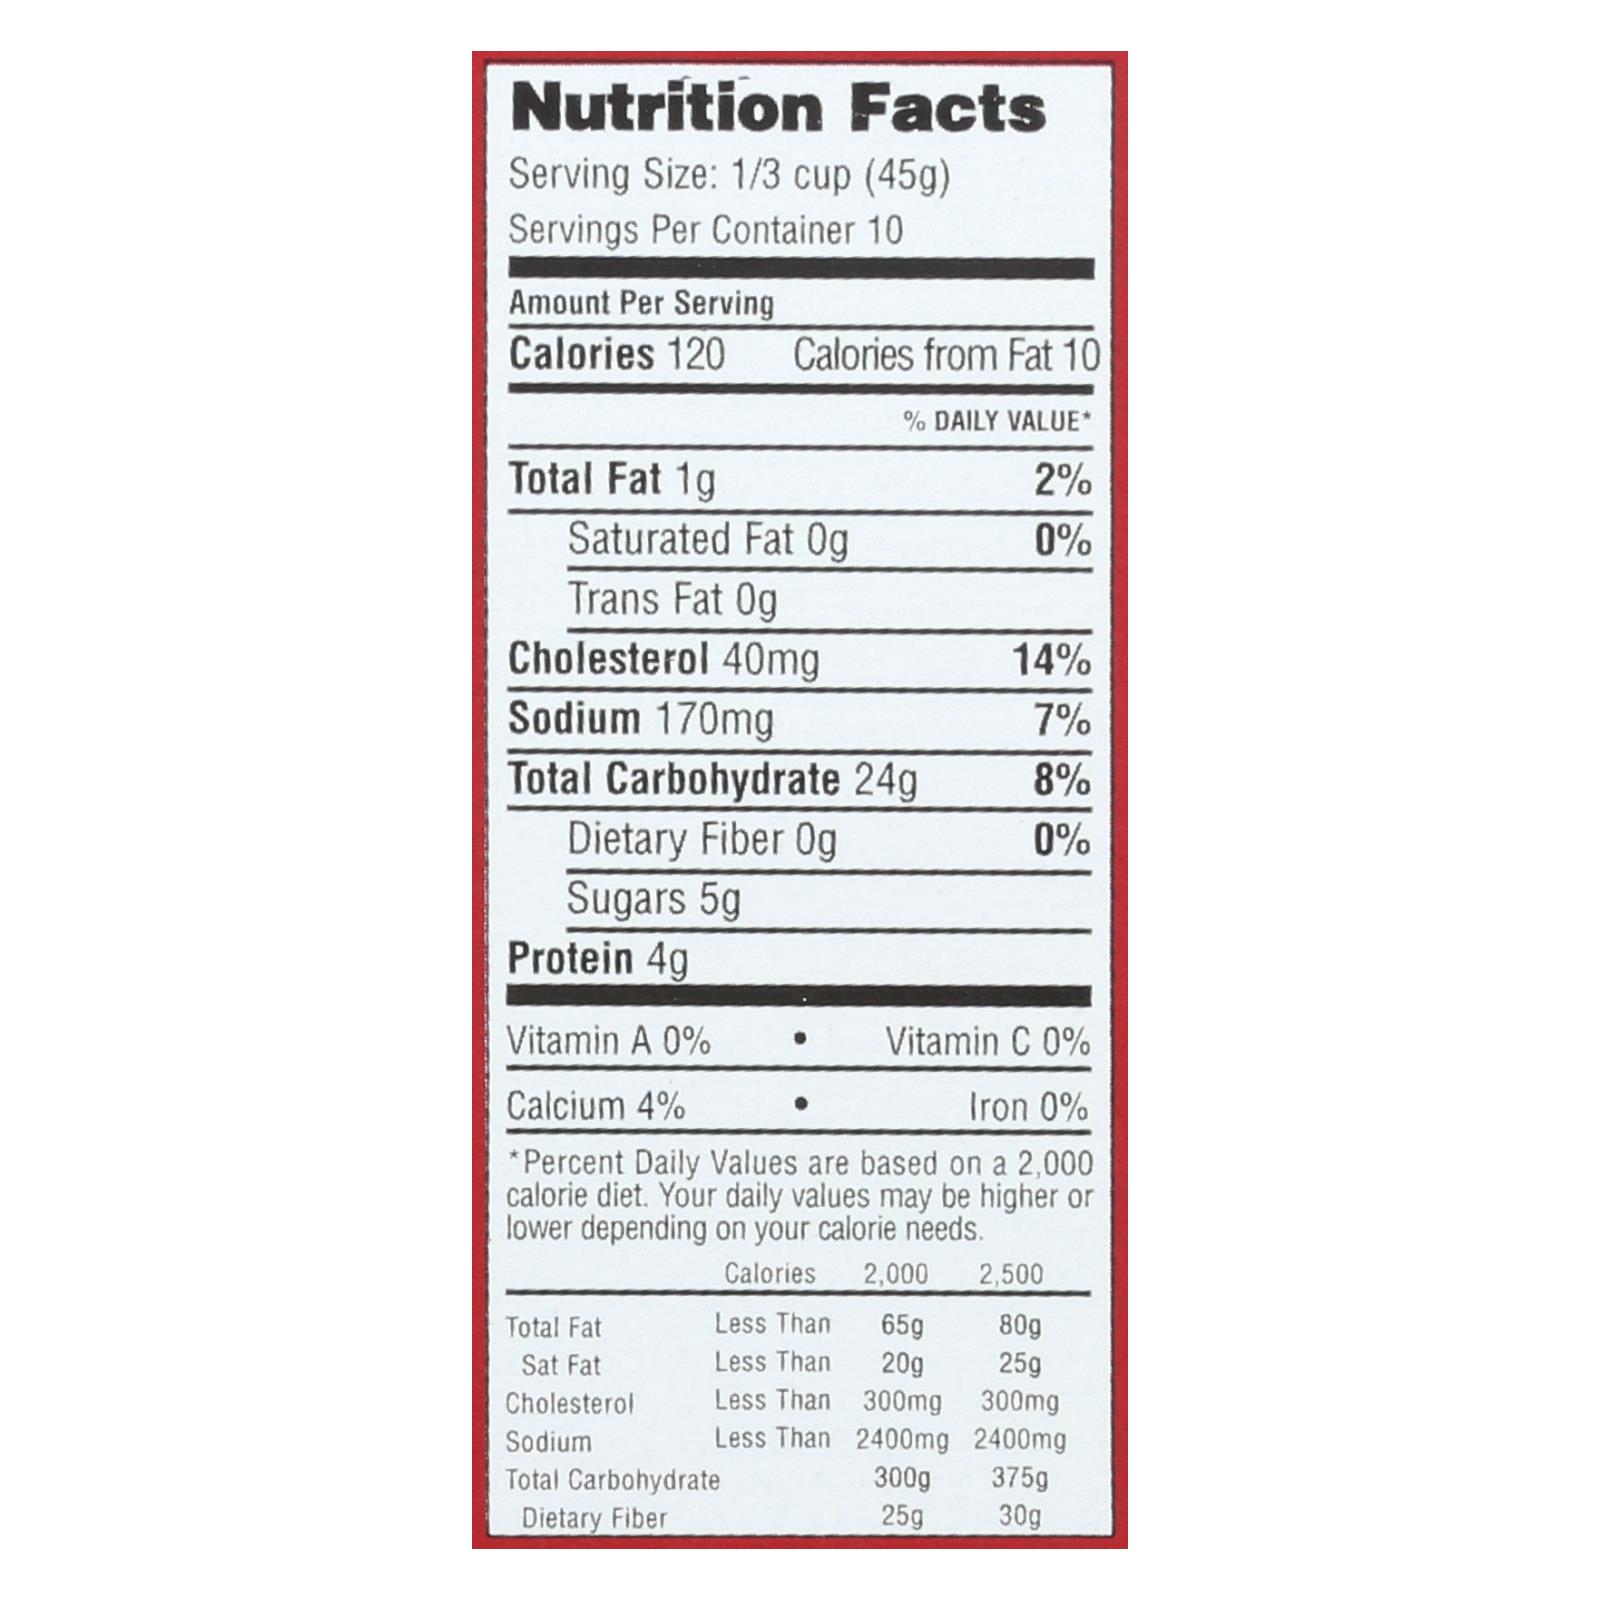 Nutrition Facts
Serving Size: 1/3 cup (45g)
Servings Per Container 10
Amount Per Serving
Calories 120 Calories from Fat 10
% DAILY VALUE*
Total Fat 1g 2%
Saturated Fat 0g 0%
Trans Fat 0g
Cholesterol 40mg 14%
Sodium 170mg 7%
Total Carbohydrate 24g 8%
Dietary Fiber 0g 0%
Sugars 5g
Protein 4g
Vitamin A 0% • Vitamin C 0%
Calcium 4% • Iron 0%
*Percent Daily Values are based on a 2,000
calorie diet. Your daily values may be higher or
lower depending on your calorie needs.
Calories 2,000 2,500
Total Fat Less Than 65g 80g
Sat Fat Less Than 20g 25g
Cholesterol Less Than 300mg 300mg
Sodium Less Than 2400mg 2400mg
Total Carbohydrate 300g 375g
Dietary Fiber 25g 30g